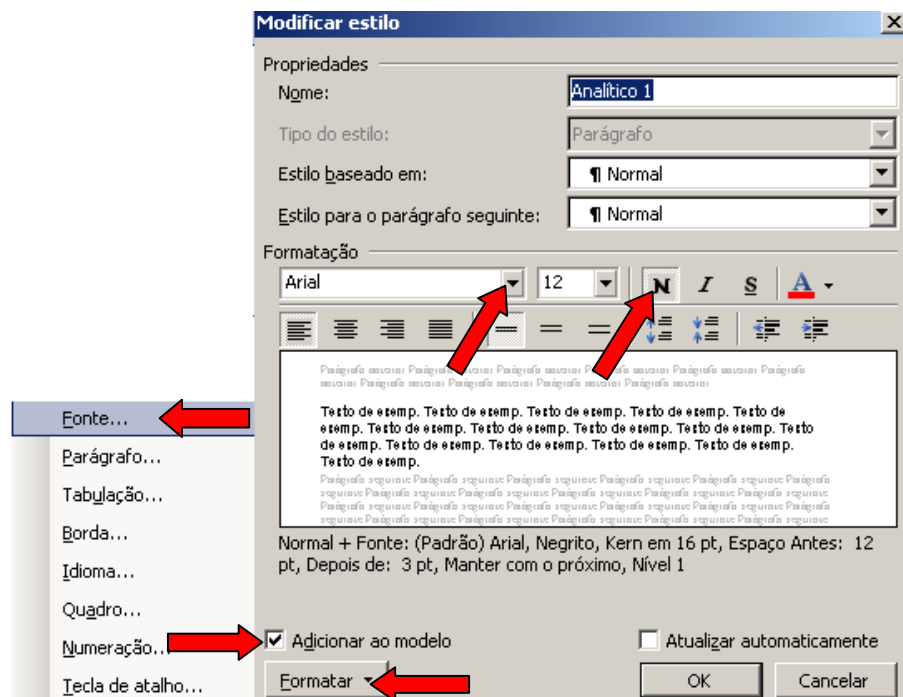 Modificar estilo
Propriedades
Nome: Analítico 1
Tipo do estilo: Parágrafo
Estilo baseado em: ¶ Normal
Estilo para o parágrafo seguinte: ¶ Normal
Formatação
Arial 12 N I S A
Texto de exemp. Texto de exemp. Texto de exemp. Texto de exemp. Texto de
exemp. Texto de exemp. Texto de exemp. Texto de exemp. Texto de exemp. Texto
de exemp. Texto de exemp. Texto de exemp. Texto de exemp. Texto de exemp.
Texto de exemp.
Normal + Fonte: (Padrão) Arial, Negrito, Kern em 16 pt, Espaço Antes: 12
pt, Depois de: 3 pt, Manter com o próximo, Nível 1
Adicionar ao modelo Atualizar automaticamente
Formatar OK Cancelar
Fonte...
Parágrafo...
Tabulação...
Borda...
Idioma...
Quadro...
Numeração...
Tecla de atalho...